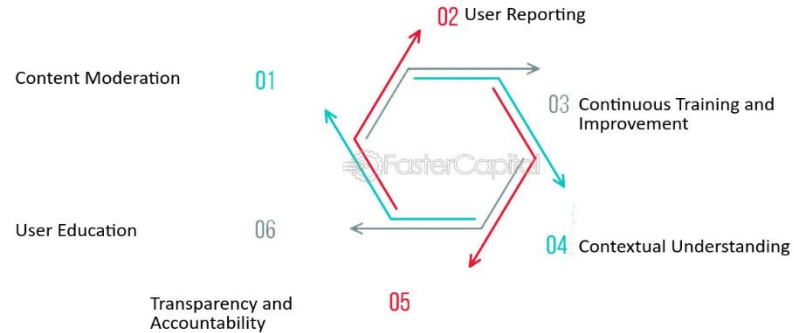 02 User Reporting
Content Moderation 01
03 Continuous Training and
Improvement
FasterCapital
User Education 06
04 Contextual Understanding
Transparency and 05
Accountability